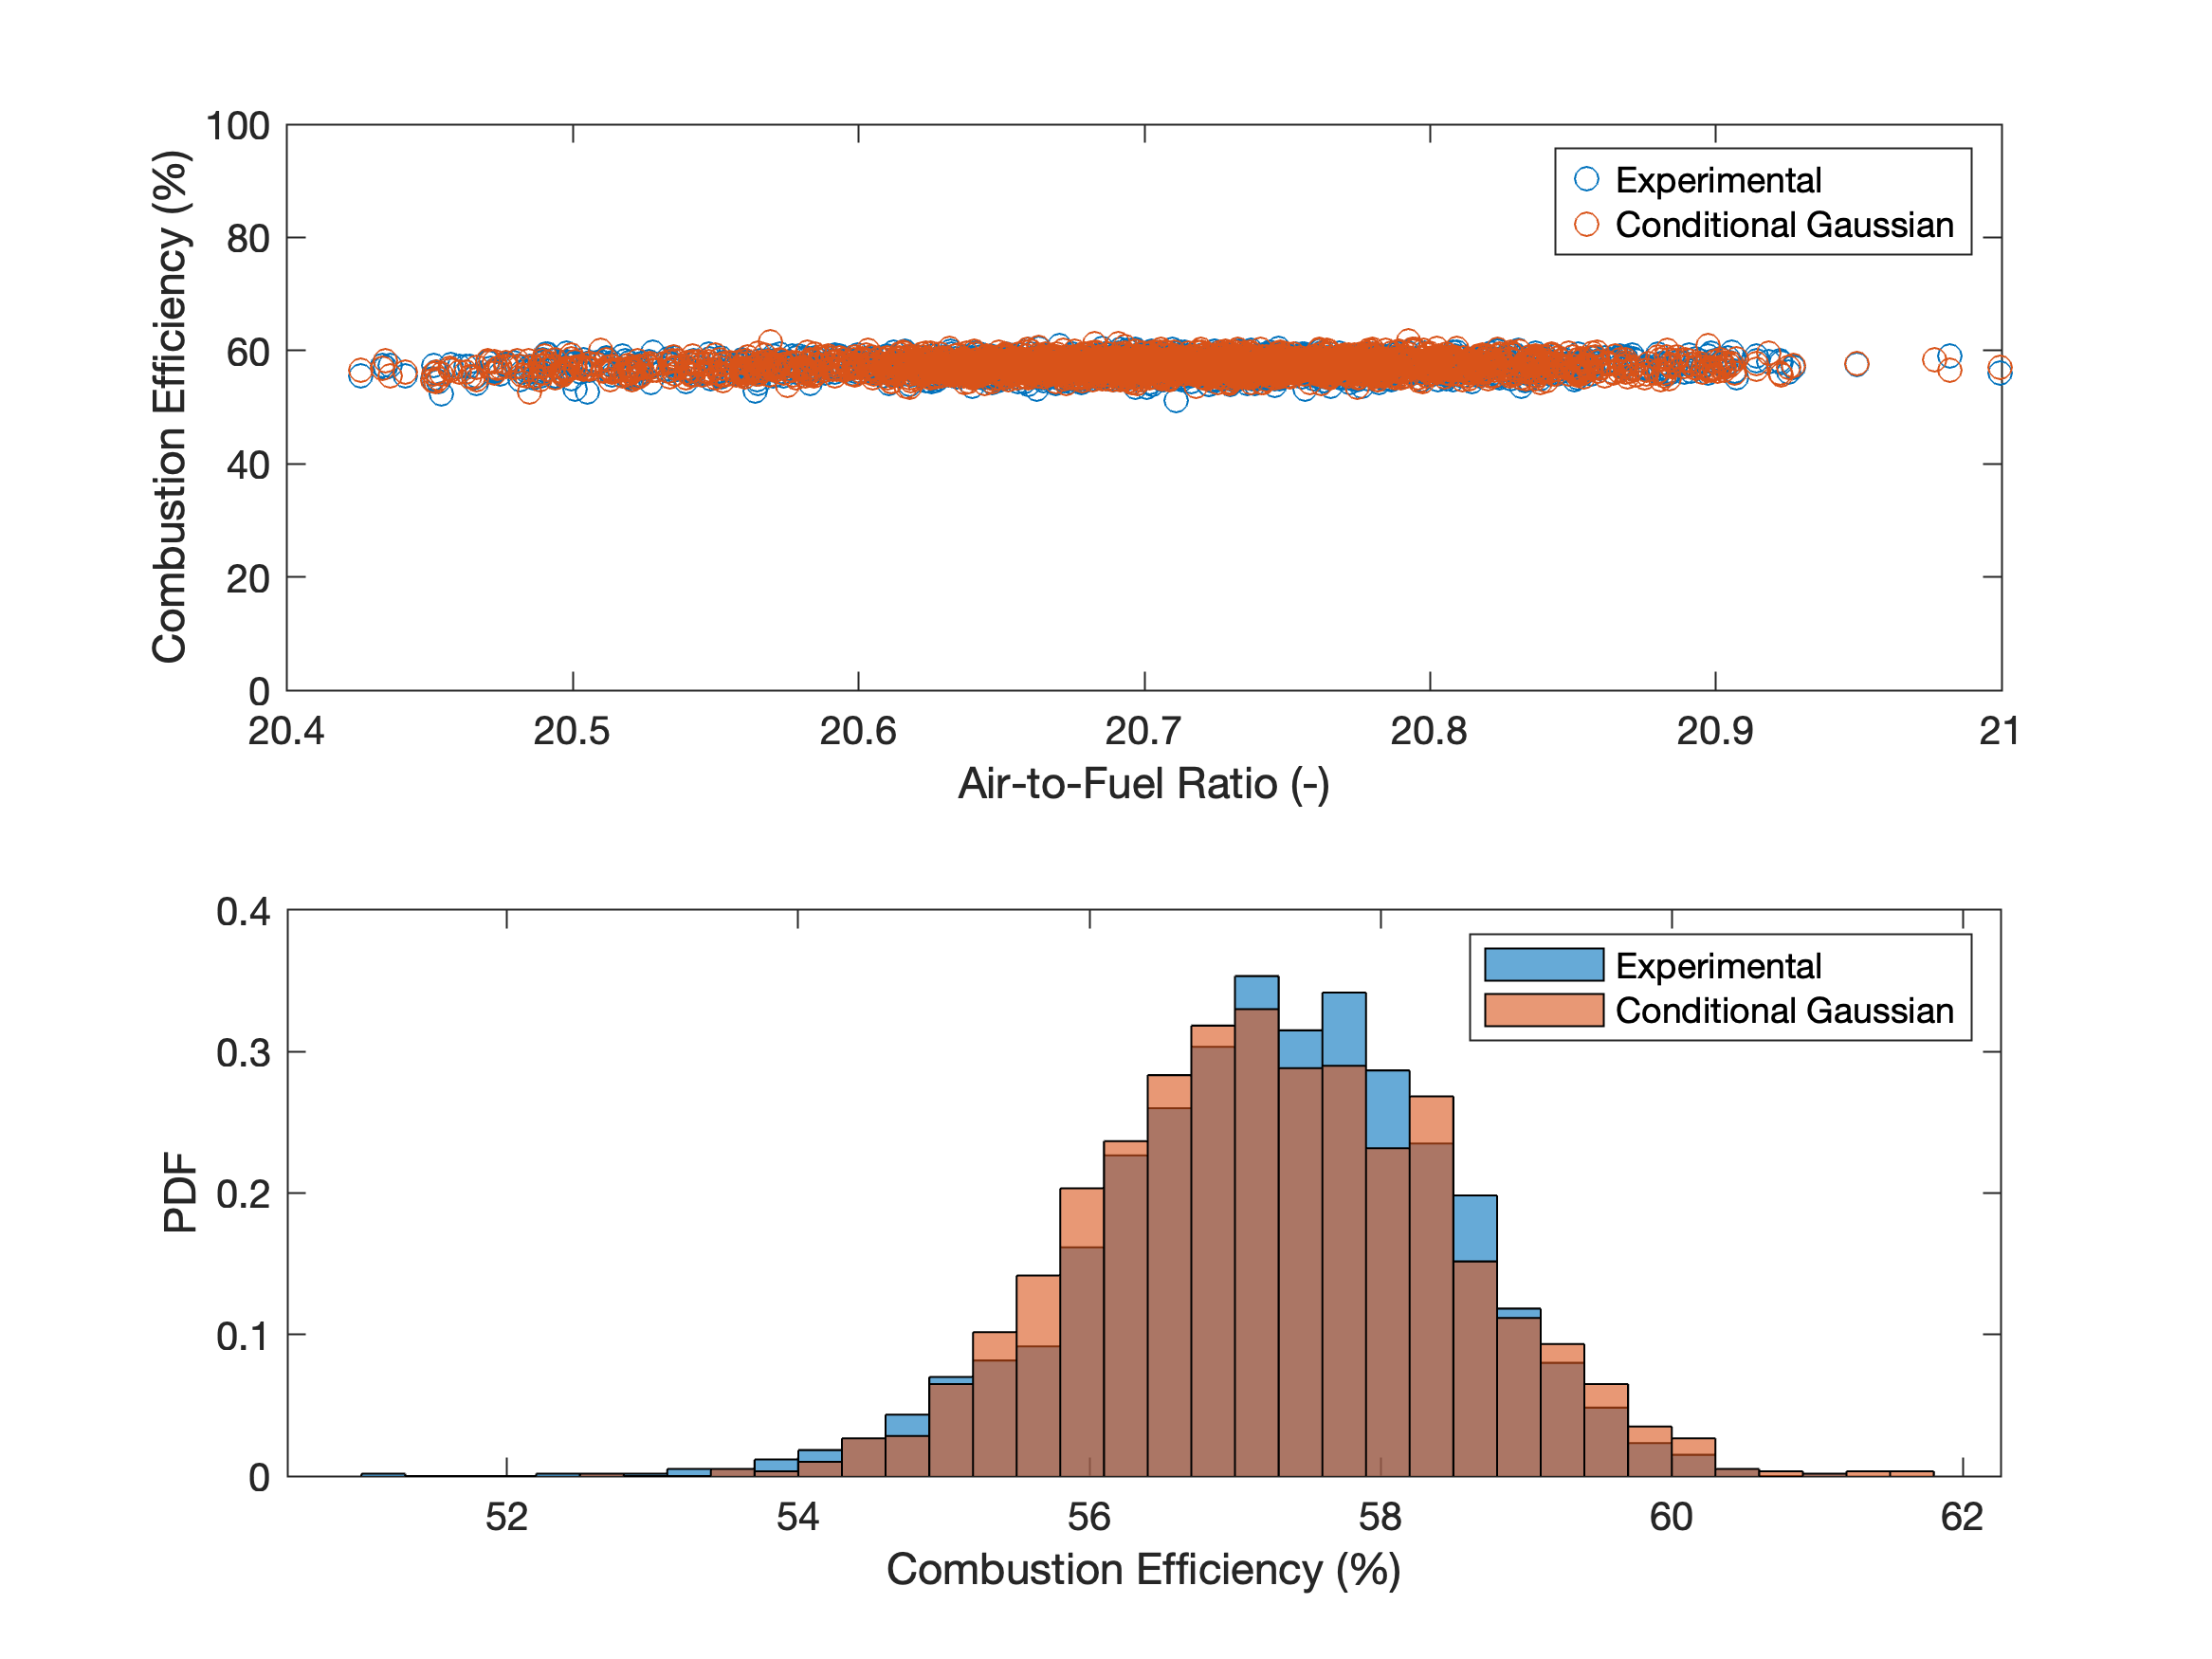 100
80
60
40
20
0
Combustion Efficiency (%)
Experimental
Conditional Gaussian
20.4 20.5 20.6 20.7 20.8 20.9 21
Air-to-Fuel Ratio (-)
0.4
0.3
0.2
0.1
0
PDF
Experimental
Conditional Gaussian
52 54 56 58 60 62
Combustion Efficiency (%)